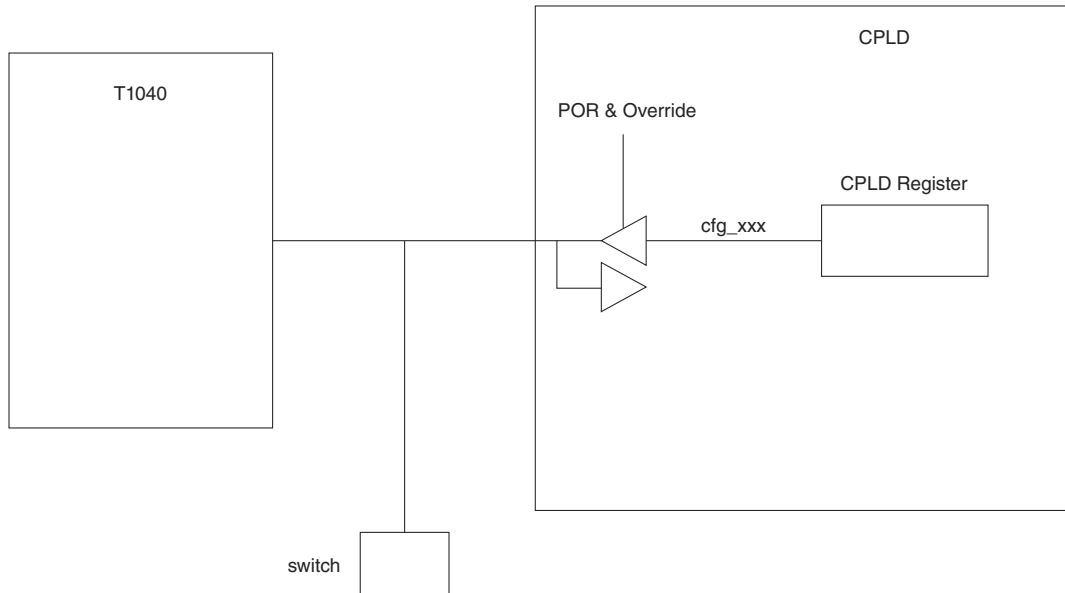 CPLD
T1040
POR & Override
CPLD Register
cfg_xxx
switch